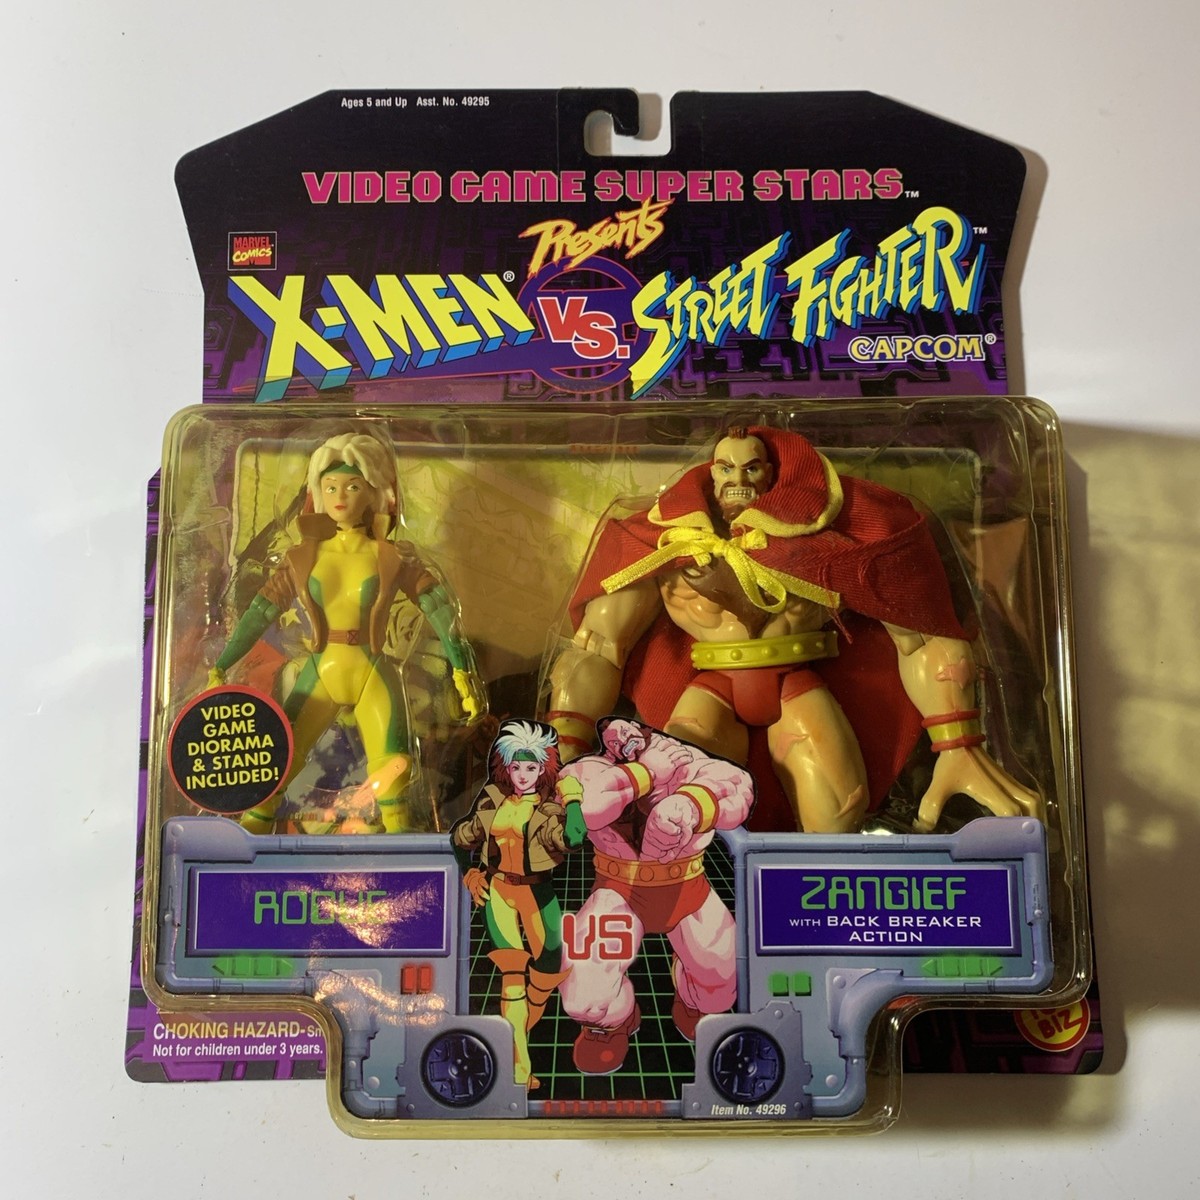 Ages 5 and Up Asst. No. 49295
VIDEO GAME SUPER STARS™
Presents
MARVEL
COMICS
X-MEN®
VS.
STREET FIGHTER™
CAPCOM®
VIDEO
GAME
DIORAMA
& STAND
INCLUDED!
ROGUE
VS
ZANGIEF
WITH BACK BREAKER
ACTION
CHOKING HAZARD-Sm
Not for children under 3 years.
BIZ
Item No. 49296